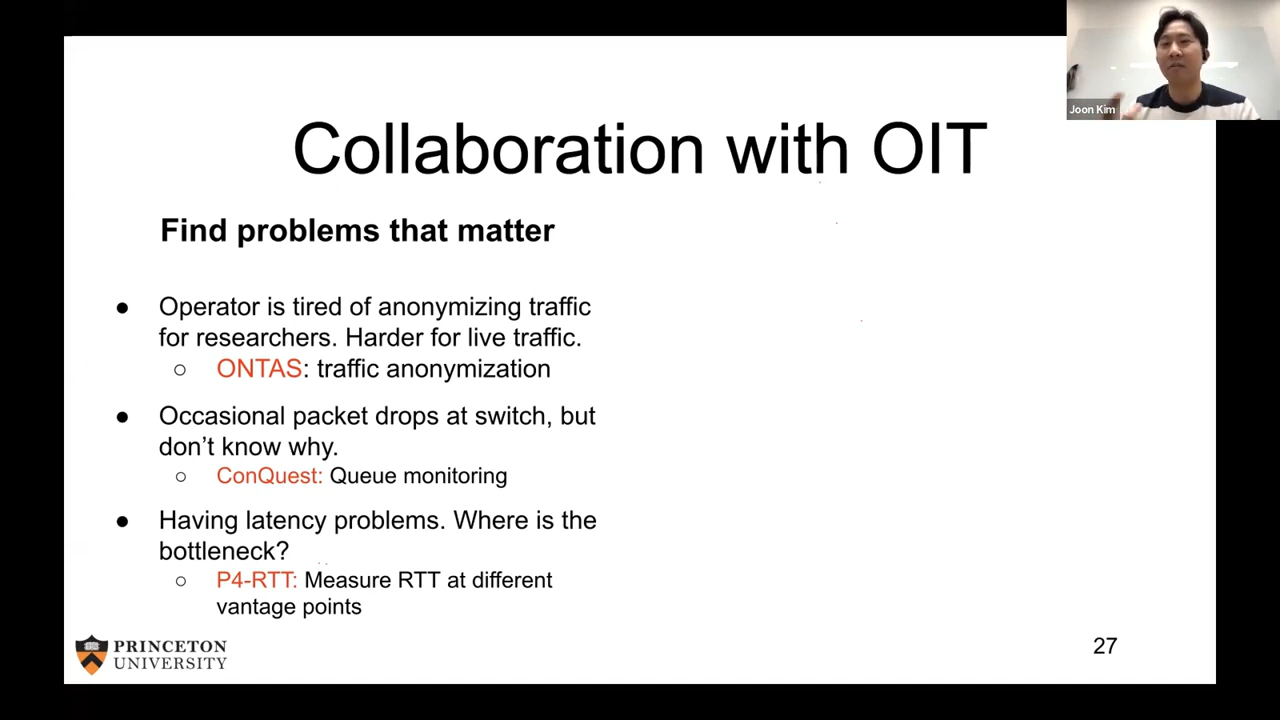 Joon Kim
Collaboration with OIT
Find problems that matter
● Operator is tired of anonymizing traffic
for researchers. Harder for live traffic.
○ ONTAS: traffic anonymization
● Occasional packet drops at switch, but
don’t know why.
○ ConQuest: Queue monitoring
● Having latency problems. Where is the
bottleneck?
○ P4-RTT: Measure RTT at different
vantage points
PRINCETON
UNIVERSITY
27